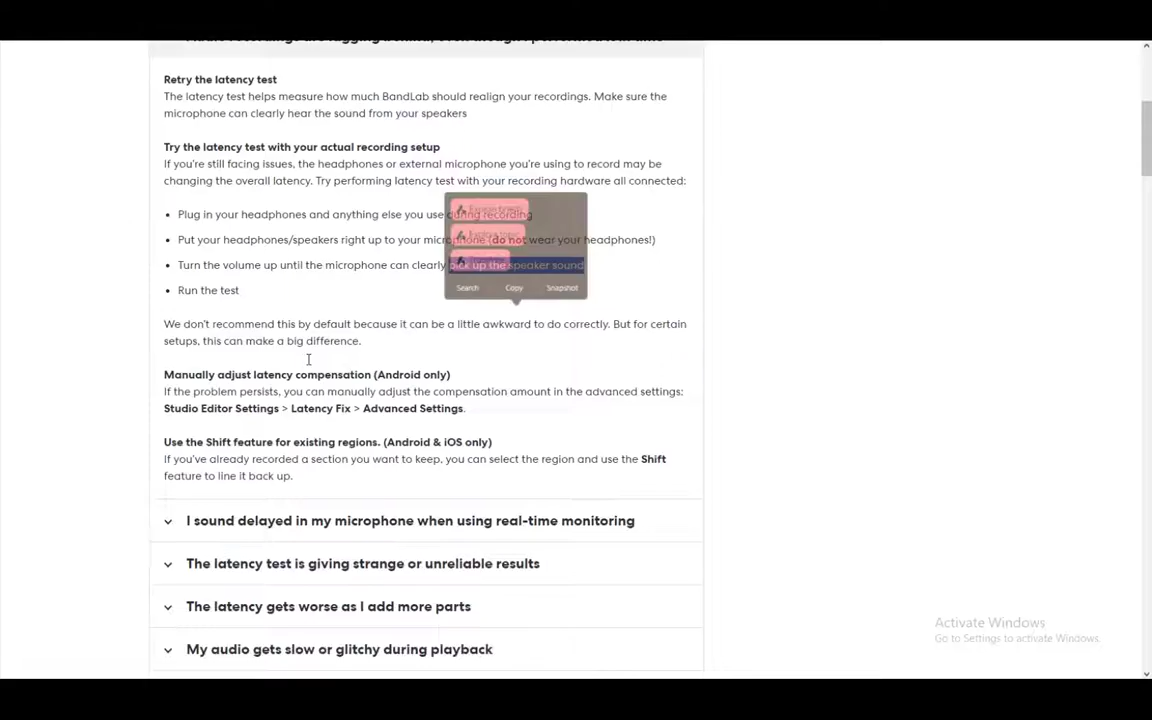 Audio recordings are lagging behind, even though I performed in time
Retry the latency test
The latency test helps measure how much BandLab should realign your recordings. Make sure the
microphone can clearly hear the sound from your speakers
Try the latency test with your actual recording setup
If you're still facing issues, the headphones or external microphone you're using to record may be
changing the overall latency. Try performing latency test with your recording hardware all connected:
• Plug in your headphones and anything else you use during recording
• Put your headphones/speakers right up to your microphone (do not wear your headphones!)
• Turn the volume up until the microphone can clearly pick up the speaker sound
Search Copy Snapshot
• Run the test
We don't recommend this by default because it can be a little awkward to do correctly. But for certain
setups, this can make a big difference.
Manually adjust latency compensation (Android only)
If the problem persists, you can manually adjust the compensation amount in the advanced settings:
Studio Editor Settings > Latency Fix > Advanced Settings.
Use the Shift feature for existing regions. (Android & iOS only)
If you've already recorded a section you want to keep, you can select the region and use the Shift
feature to line it back up.
I sound delayed in my microphone when using real-time monitoring
The latency test is giving strange or unreliable results
The latency gets worse as I add more parts
My audio gets slow or glitchy during playback
Activate Windows
Go to Settings to activate Windows.